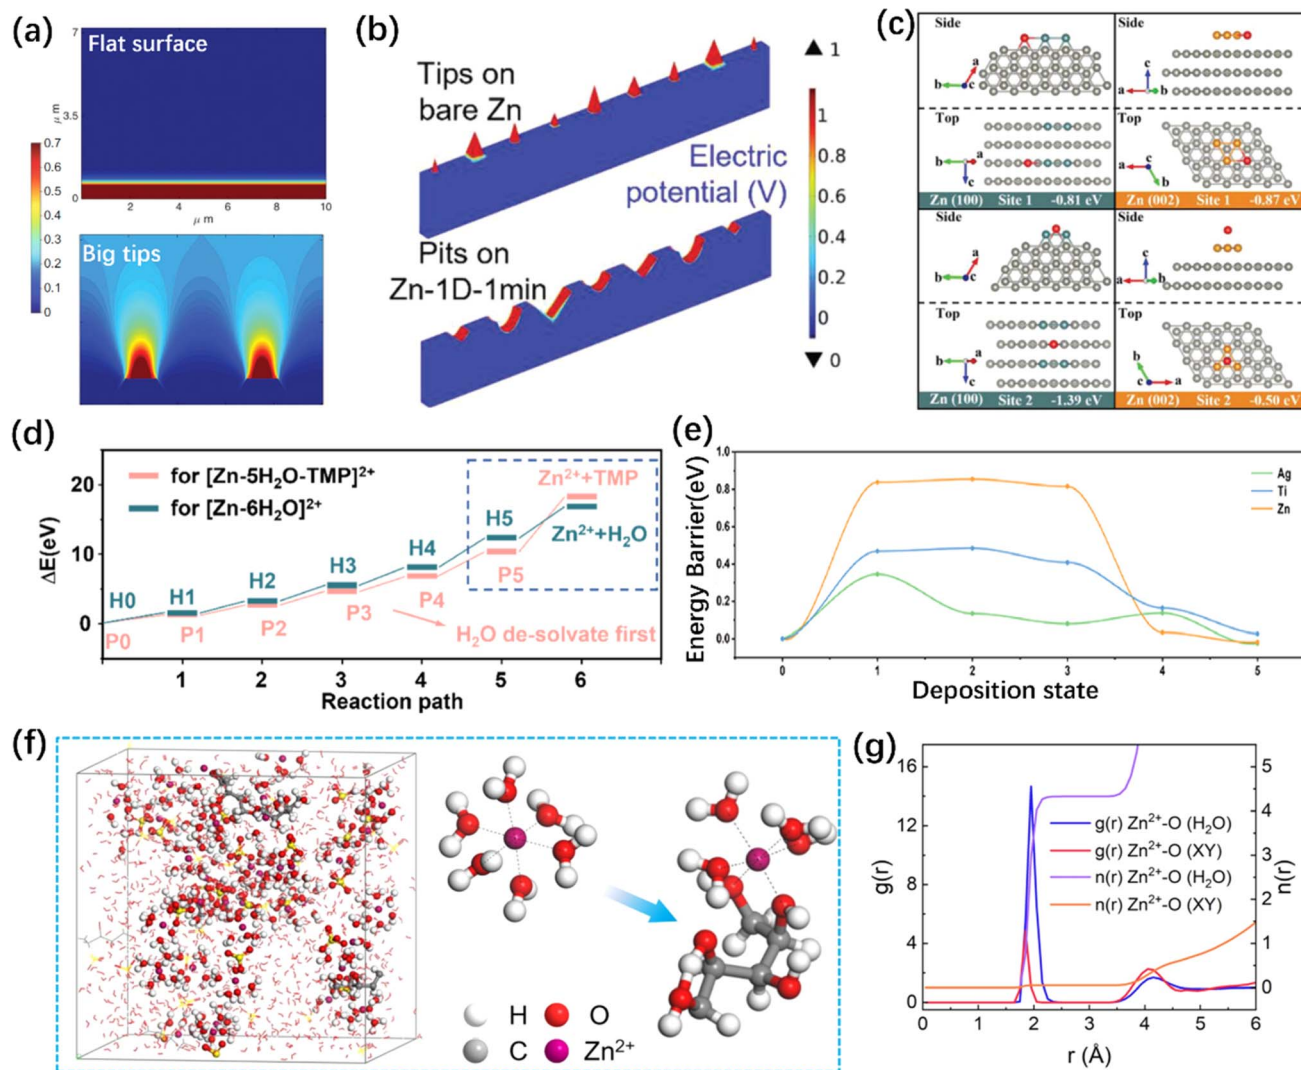 (a)
Flat surface
7
μm
3.5
0
2
4
6
8
10
μm
0.7
0.6
0.5
0.4
0.3
0.2
0.1
0
Big tips
(b)
Tips on
bare Zn
Electric
potential (V)
Pits on
Zn-1D-1min
▲ 1
1
0.8
0.6
0.4
0.2
0
▼ 0
(c)
Side
a
b
c
Side
c
a
b
Top
b
a
c
Top
c
a
b
Zn (100) Site 1 -0.81 eV
Zn (002) Site 1 -0.87 eV
Side
a
b
c
Side
c
a
b
Top
b
a
c
Top
b
c
a
Zn (100) Site 2 -1.39 eV
Zn (002) Site 2 -0.50 eV
(d)
for [Zn-5H₂O-TMP]²⁺
for [Zn-6H₂O]²⁺
Zn²⁺+TMP
Zn²⁺+H₂O
H0
H1
H2
H3
H4
H5
P0
P1
P2
P3
P4
P5
H₂O de-solvate first
ΔE(eV)
20
10
0
1 2 3 4 5 6
Reaction path
(e)
Energy Barrier(eV)
1.0
0.8
0.6
0.4
0.2
0.0
Ag
Ti
Zn
0 1 2 3 4 5
Deposition state
(f)
H
O
C
Zn²⁺
(g)
g(r)
16
12
8
4
0
g(r) Zn²⁺-O (H₂O)
g(r) Zn²⁺-O (XY)
n(r) Zn²⁺-O (H₂O)
n(r) Zn²⁺-O (XY)
5
4
3
2
1
0
n(r)
0 1 2 3 4 5 6
r (Å)